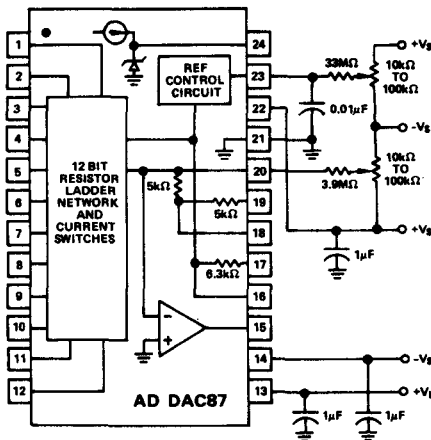 1
2
3
4
5
6
7
8
9
10
11
12
24
23
22
21
20
19
18
17
16
15
14
13
REF
CONTROL
CIRCUIT
12 BIT
RESISTOR
LADDER
NETWORK
AND
CURRENT
SWITCHES
5kΩ
5kΩ
6.3kΩ
−
+
AD DAC87
33MΩ
0.01μF
+VS
10kΩ
TO
100kΩ
−VS
10kΩ
TO
100kΩ
3.9MΩ
+VS
1μF
−VS
1μF
1μF